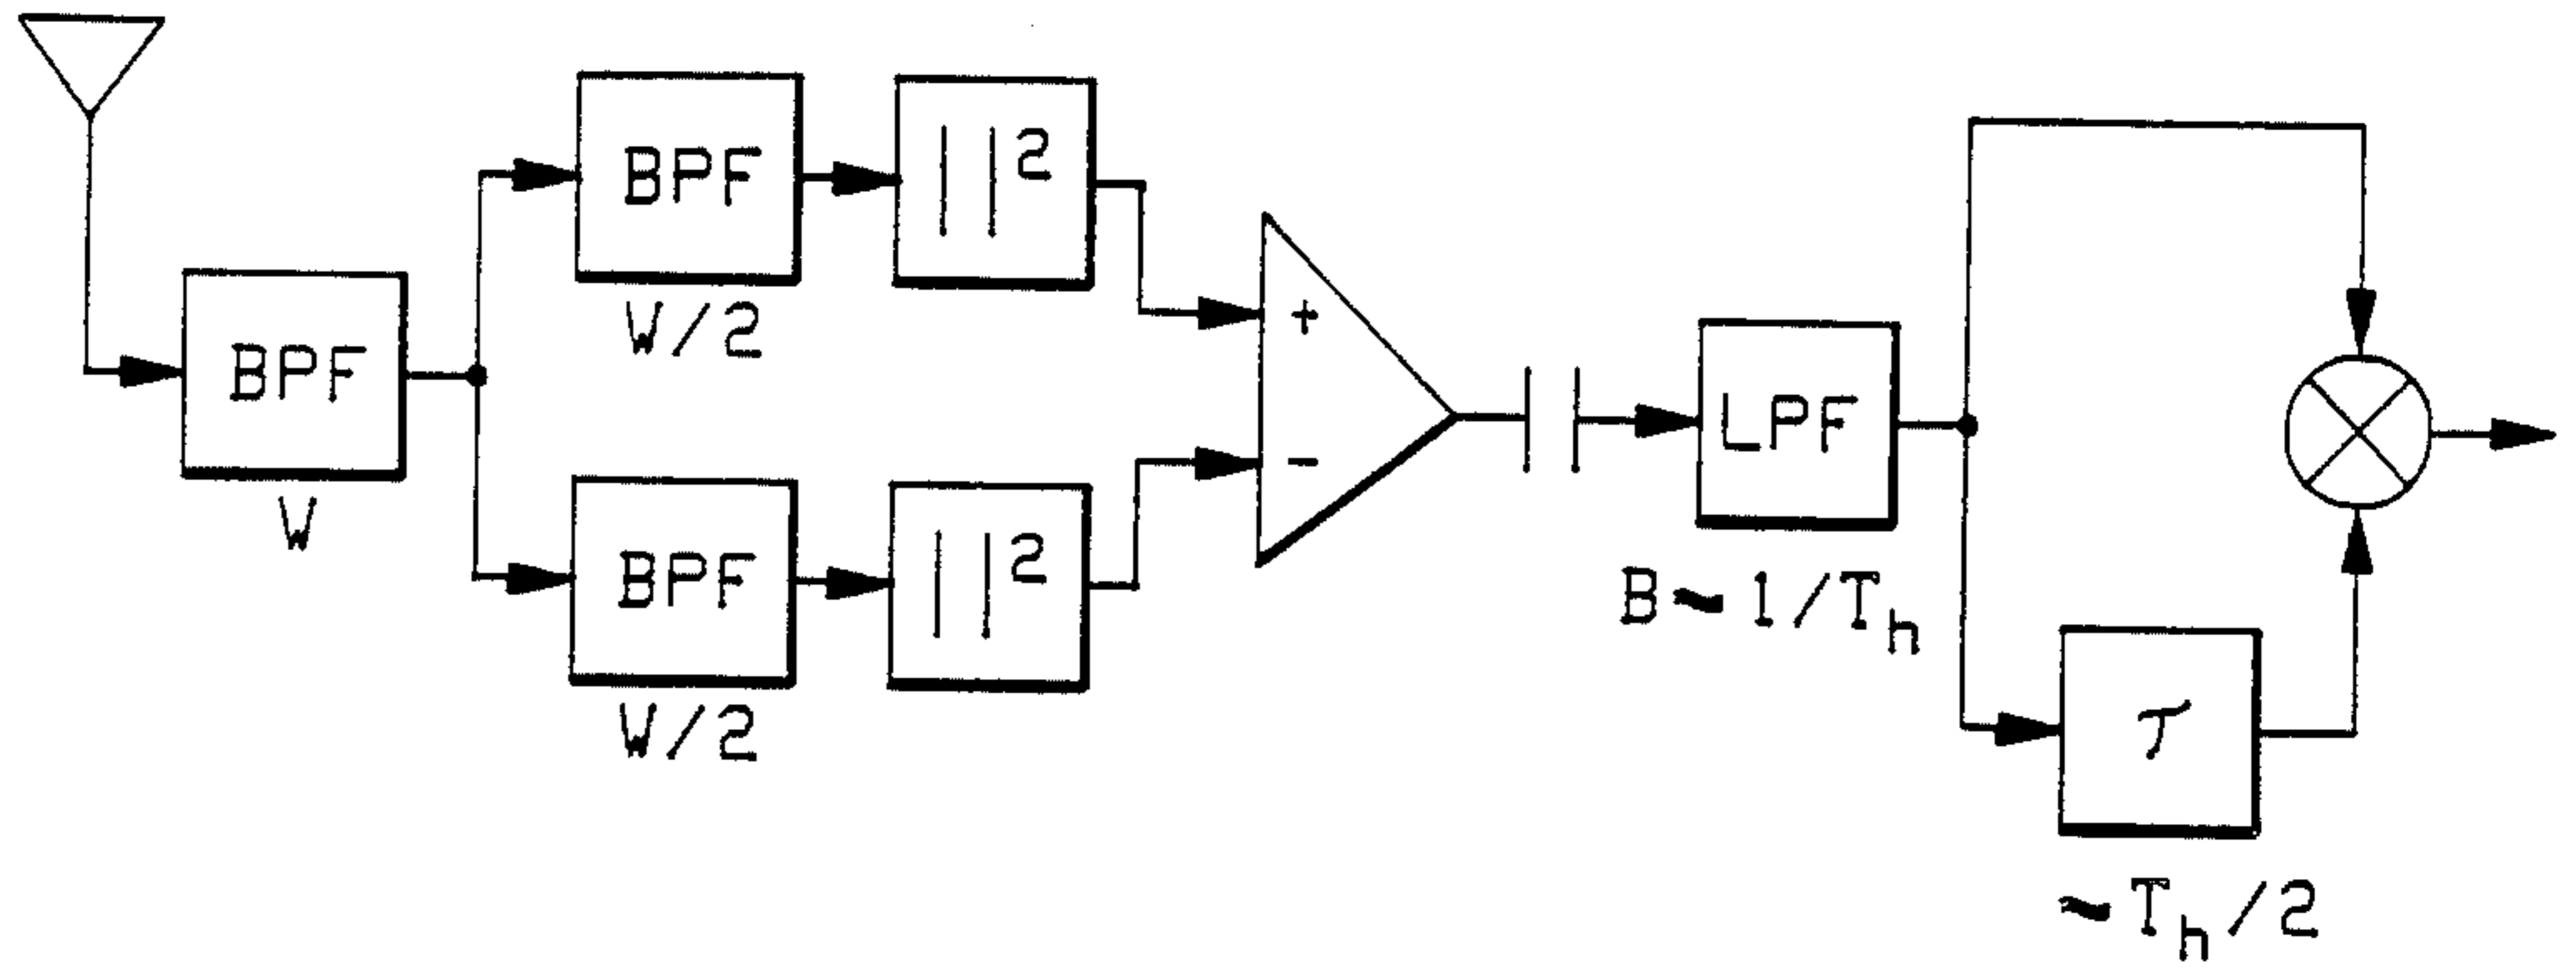 BPF
W
BPF
W/2
| |²
BPF
W/2
| |²
+
−
LPF
B≈1/Tₕ
τ
≈Tₕ/2